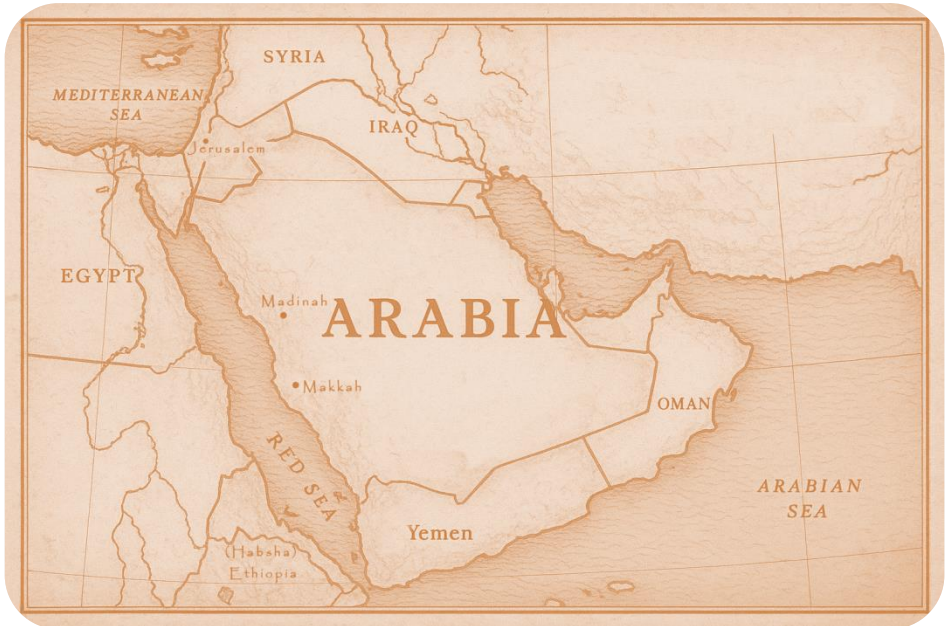 SYRIA
MEDITERRANEAN
SEA
IRAQ
Jerusalem
EGYPT
Madinah
ARABIA
Makkah
OMAN
RED SEA
ARABIAN
SEA
Yemen
(Habsha)
Ethiopia